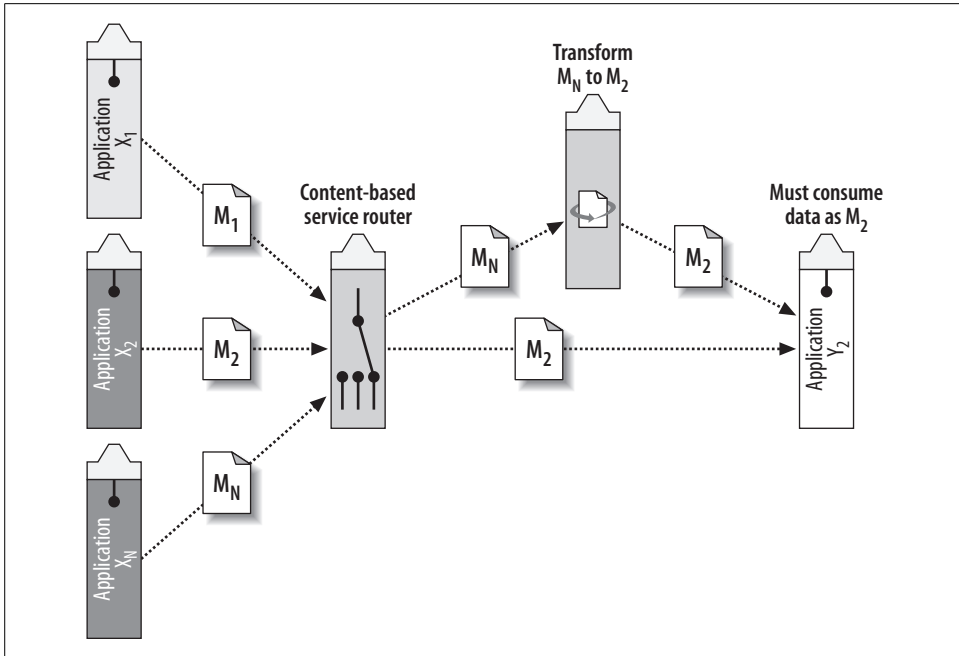 Application
X₁
M₁
Application
X₂
M₂
Application
Xₙ
Mₙ
Content-based
service router
Mₙ
Transform
Mₙ to M₂
M₂
M₂
Must consume
data as M₂
Application
Y₂